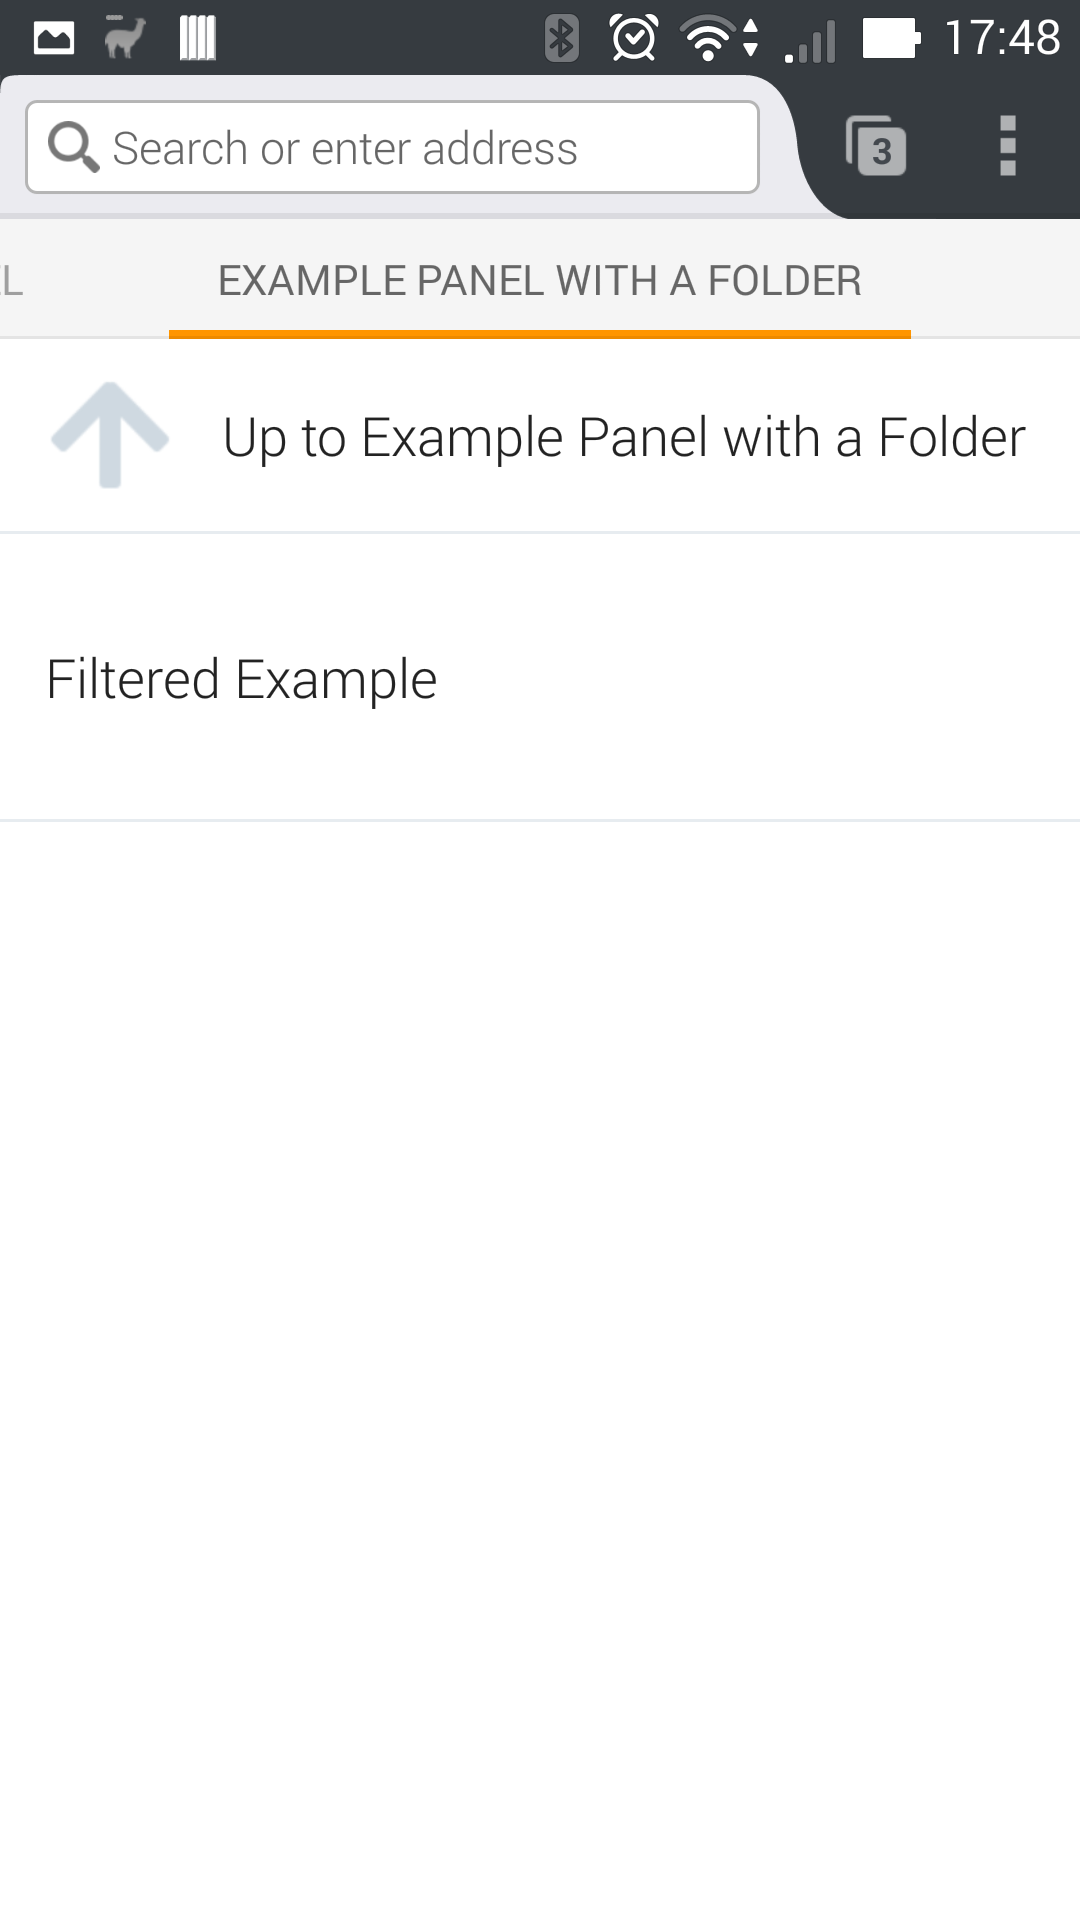 17:48
Search or enter address
3
L
EXAMPLE PANEL WITH A FOLDER
Up to Example Panel with a Folder
Filtered Example